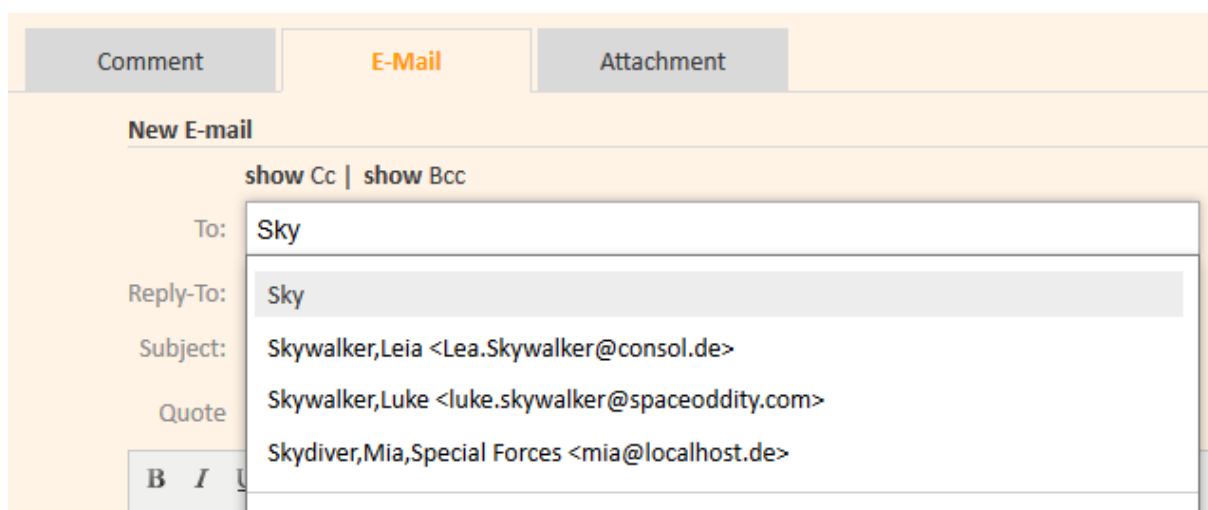 Comment E-Mail Attachment
New E-mail
show Cc | show Bcc
To: Sky
Reply-To: Sky
Subject: Skywalker,Leia <Lea.Skywalker@consol.de>
Skywalker,Luke <luke.skywalker@spaceoddity.com>
Quote
Skydiver,Mia,Special Forces <mia@localhost.de>
B I U